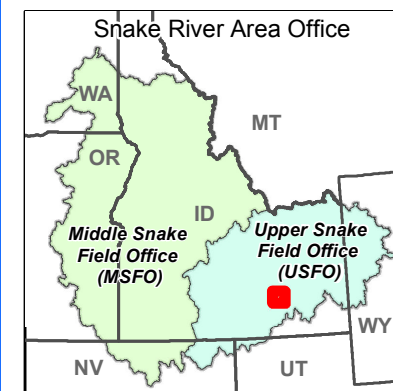 Snake River Area Office
WA
MT
OR
ID
Middle Snake
Field Office
(MSFO)
Upper Snake
Field Office
(USFO)
WY
NV
UT